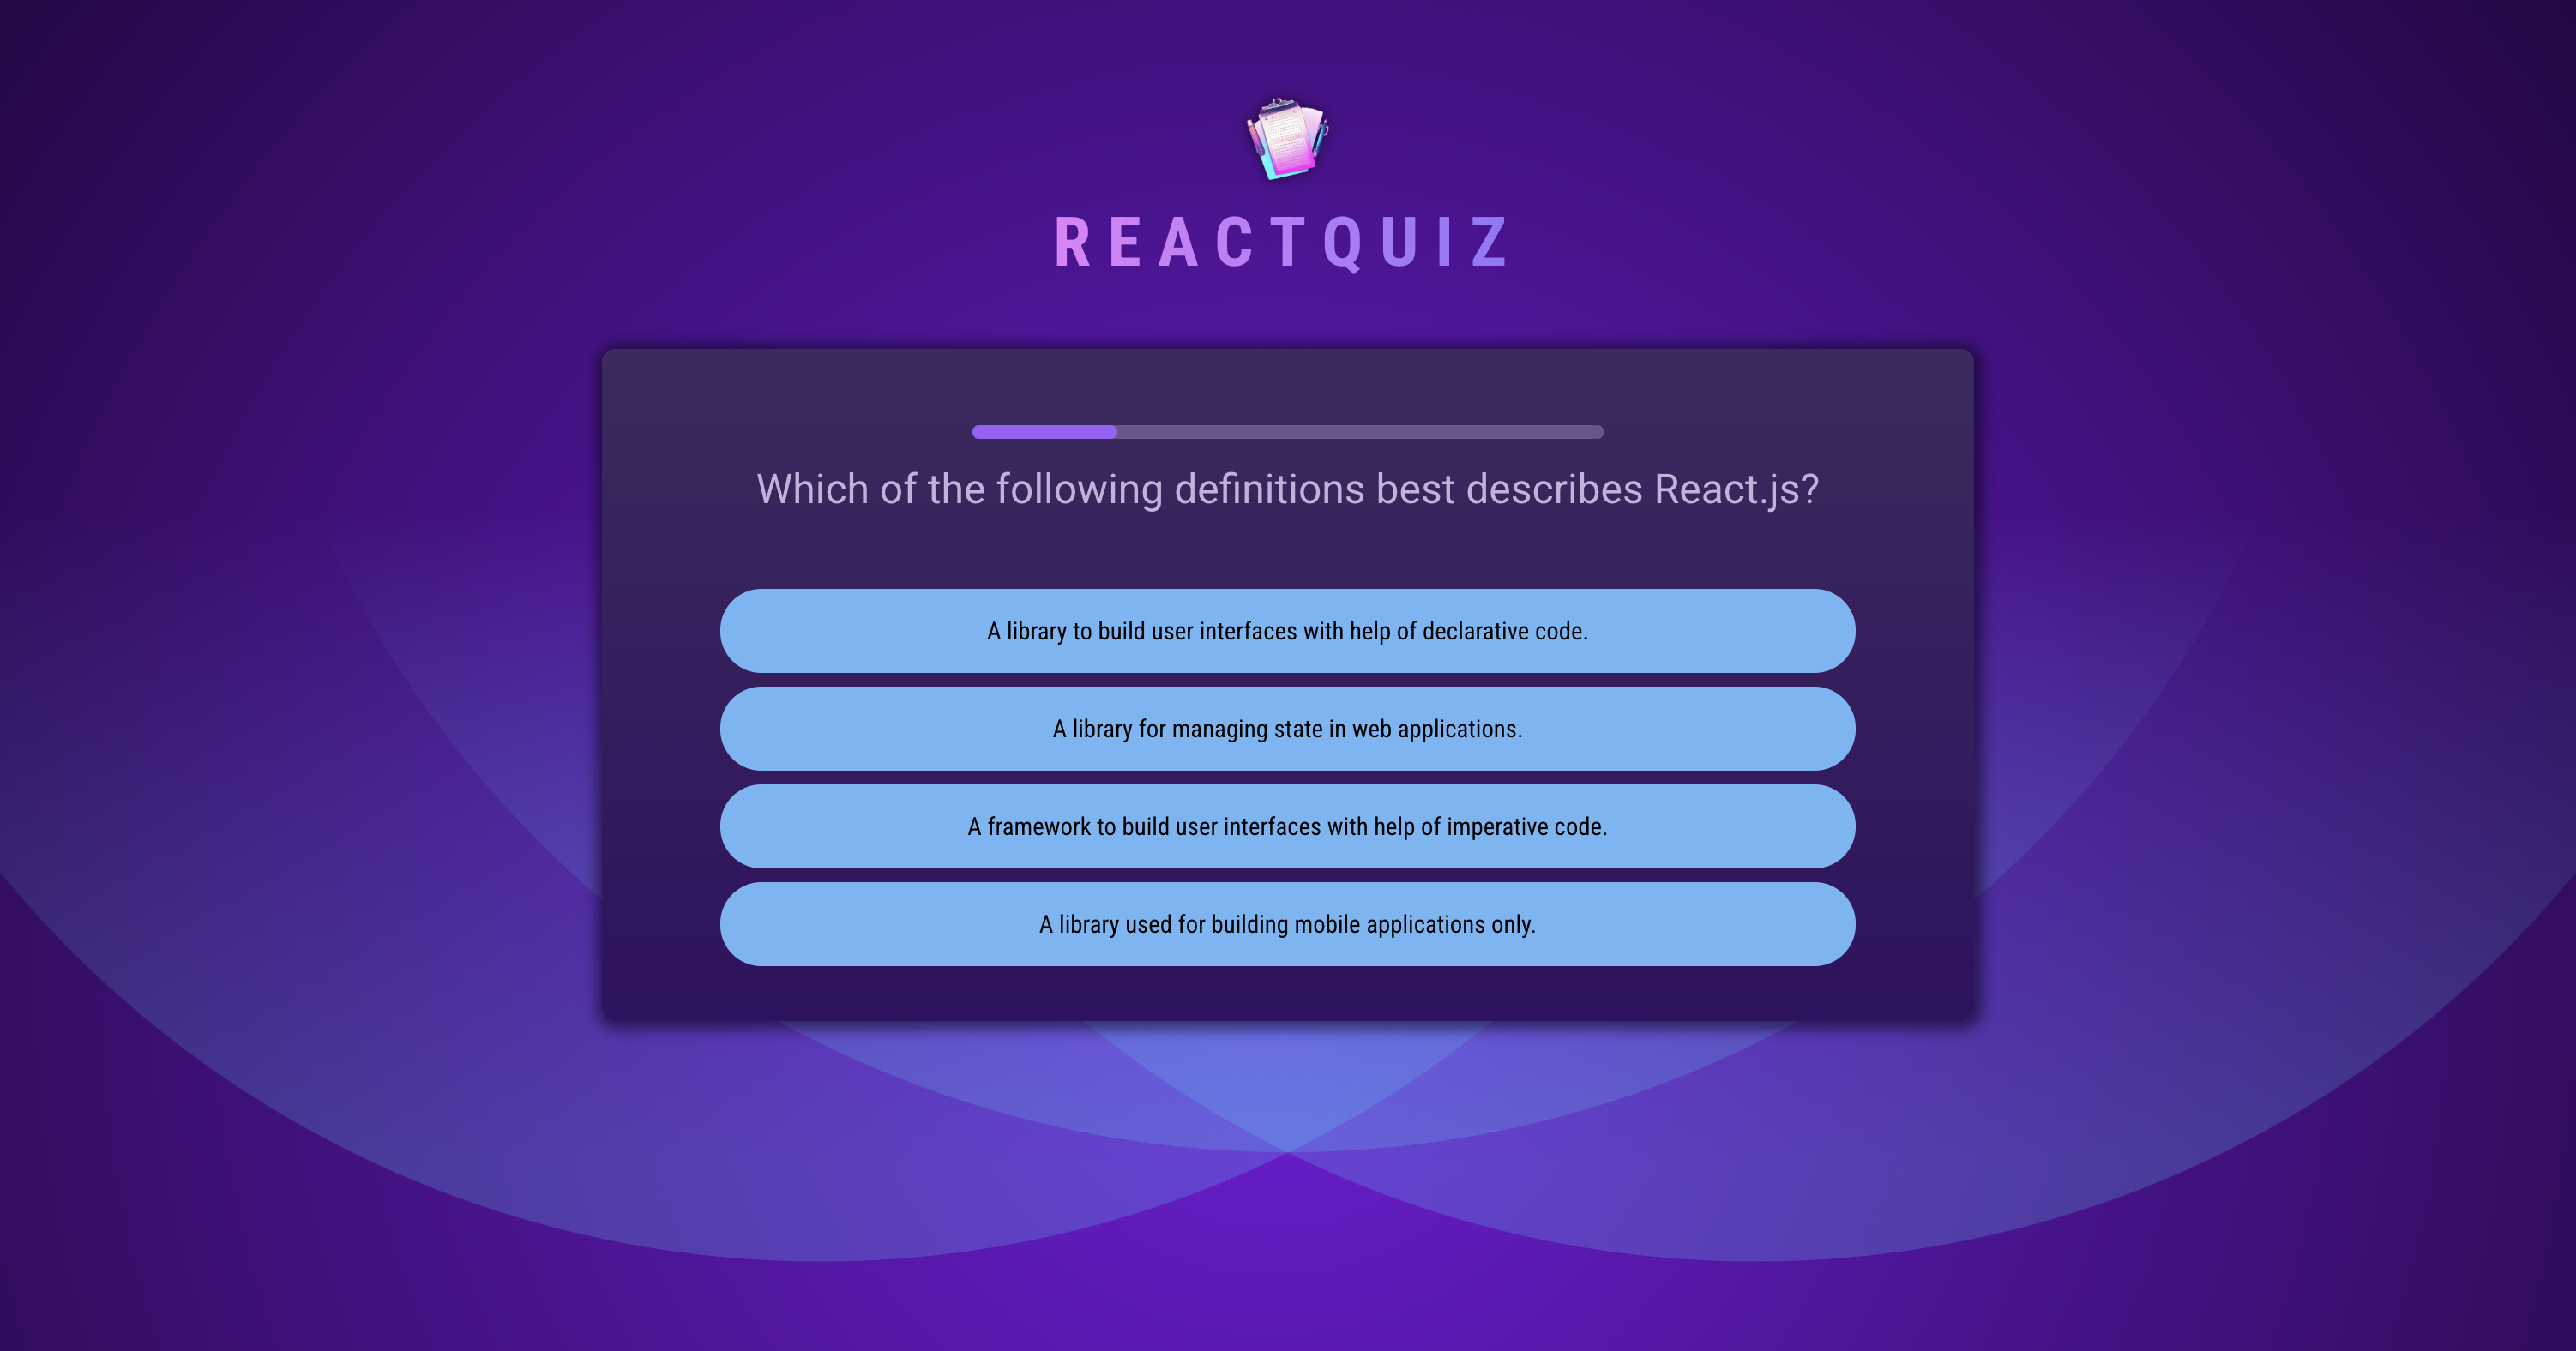 REACTQUIZ
Which of the following definitions best describes React.js?
A library to build user interfaces with help of declarative code.
A library for managing state in web applications.
A framework to build user interfaces with help of imperative code.
A library used for building mobile applications only.